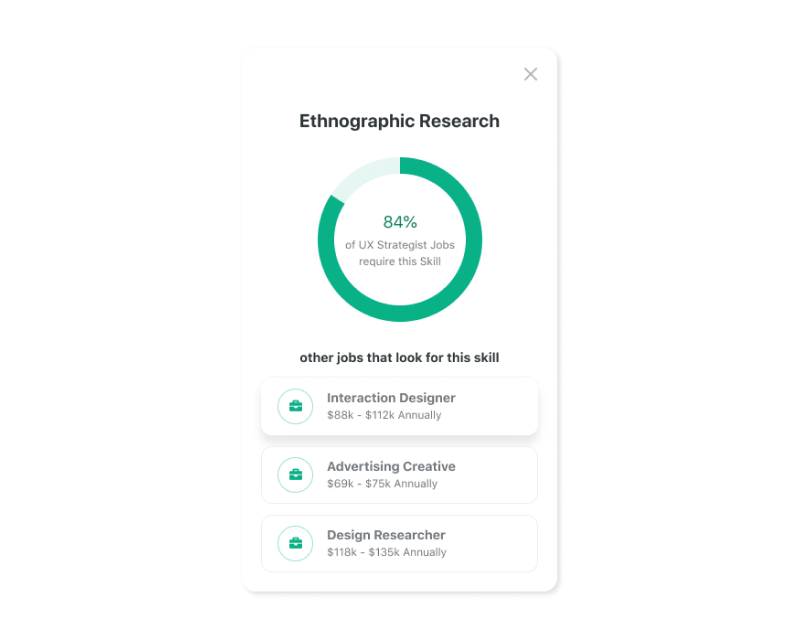 Ethnographic Research
84%
of UX Strategist Jobs
require this Skill
other jobs that look for this skill
Interaction Designer
$88k - $112k Annually
Advertising Creative
$69k - $75k Annually
Design Researcher
$118k - $135k Annually